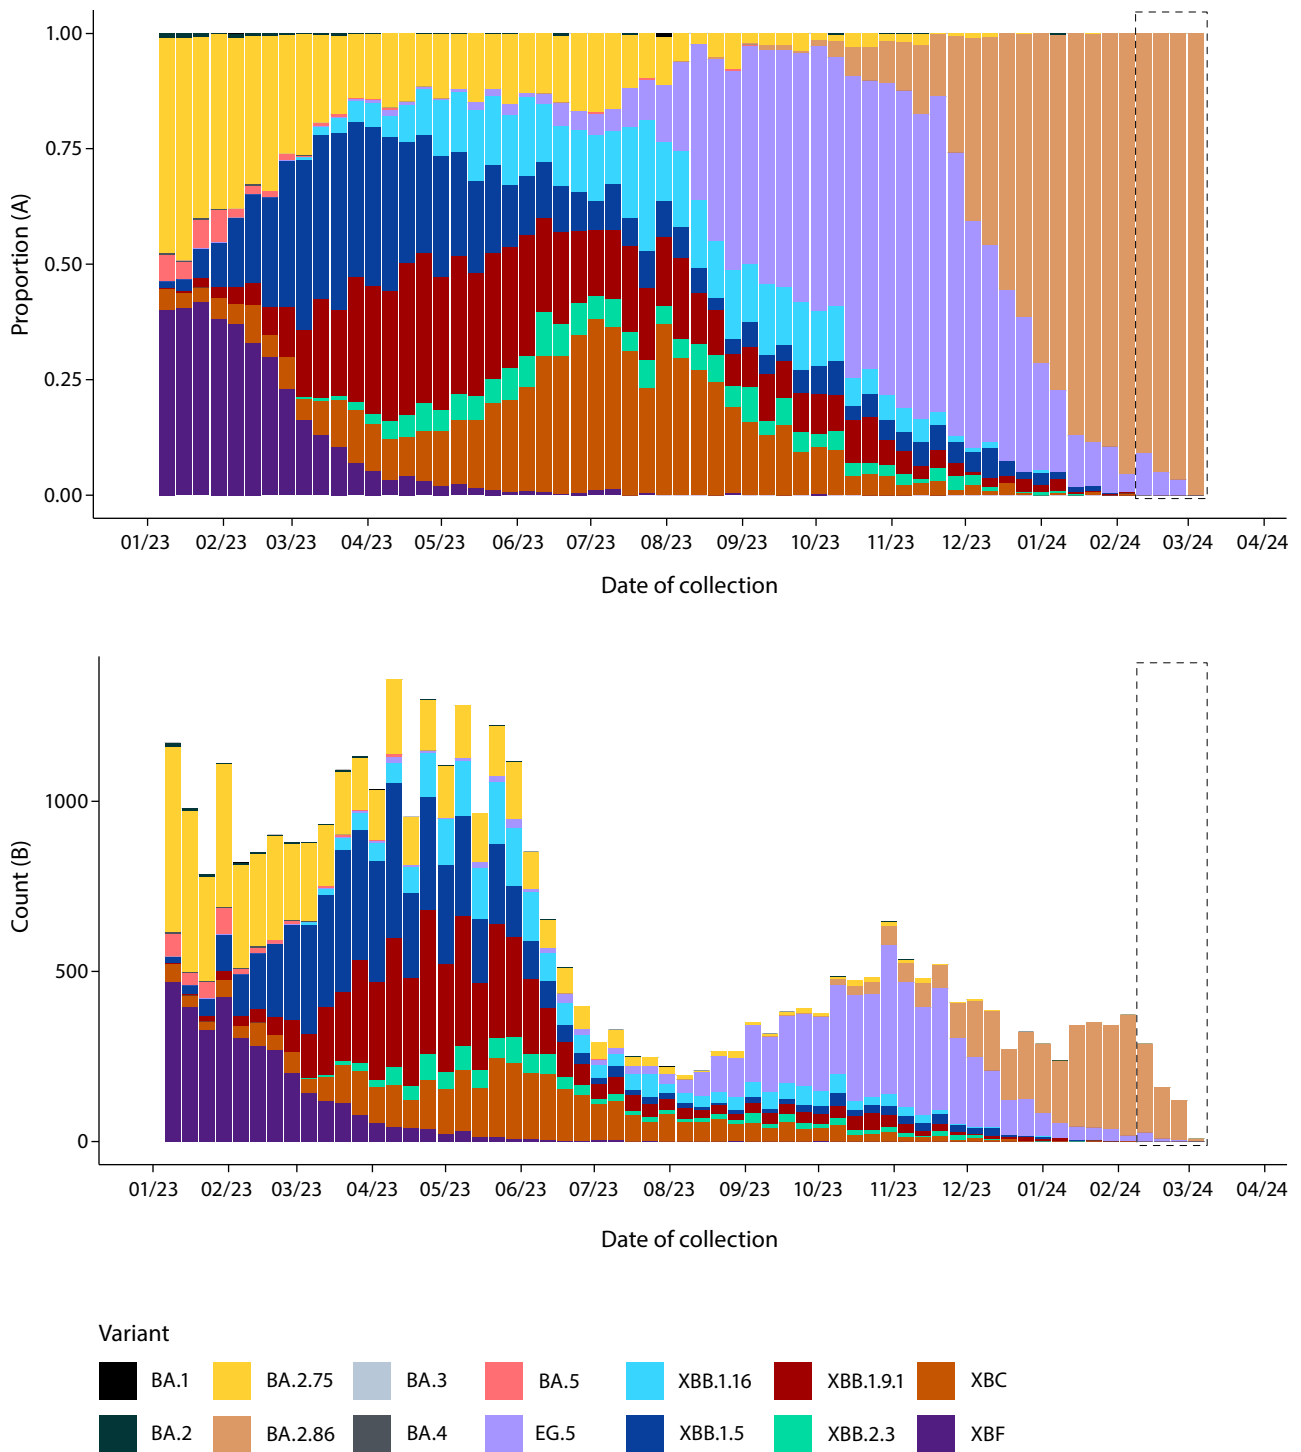 Proportion (A)
1.00
0.75
0.50
0.25
0.00
01/23 02/23 03/23 04/23 05/23 06/23 07/23 08/23 09/23 10/23 11/23 12/23 01/24 02/24 03/24 04/24
Date of collection
Count (B)
1000
500
0
01/23 02/23 03/23 04/23 05/23 06/23 07/23 08/23 09/23 10/23 11/23 12/23 01/24 02/24 03/24 04/24
Date of collection
Variant
BA.1 BA.2.75 BA.3 BA.5 XBB.1.16 XBB.1.9.1 XBC
BA.2 BA.2.86 BA.4 EG.5 XBB.1.5 XBB.2.3 XBF